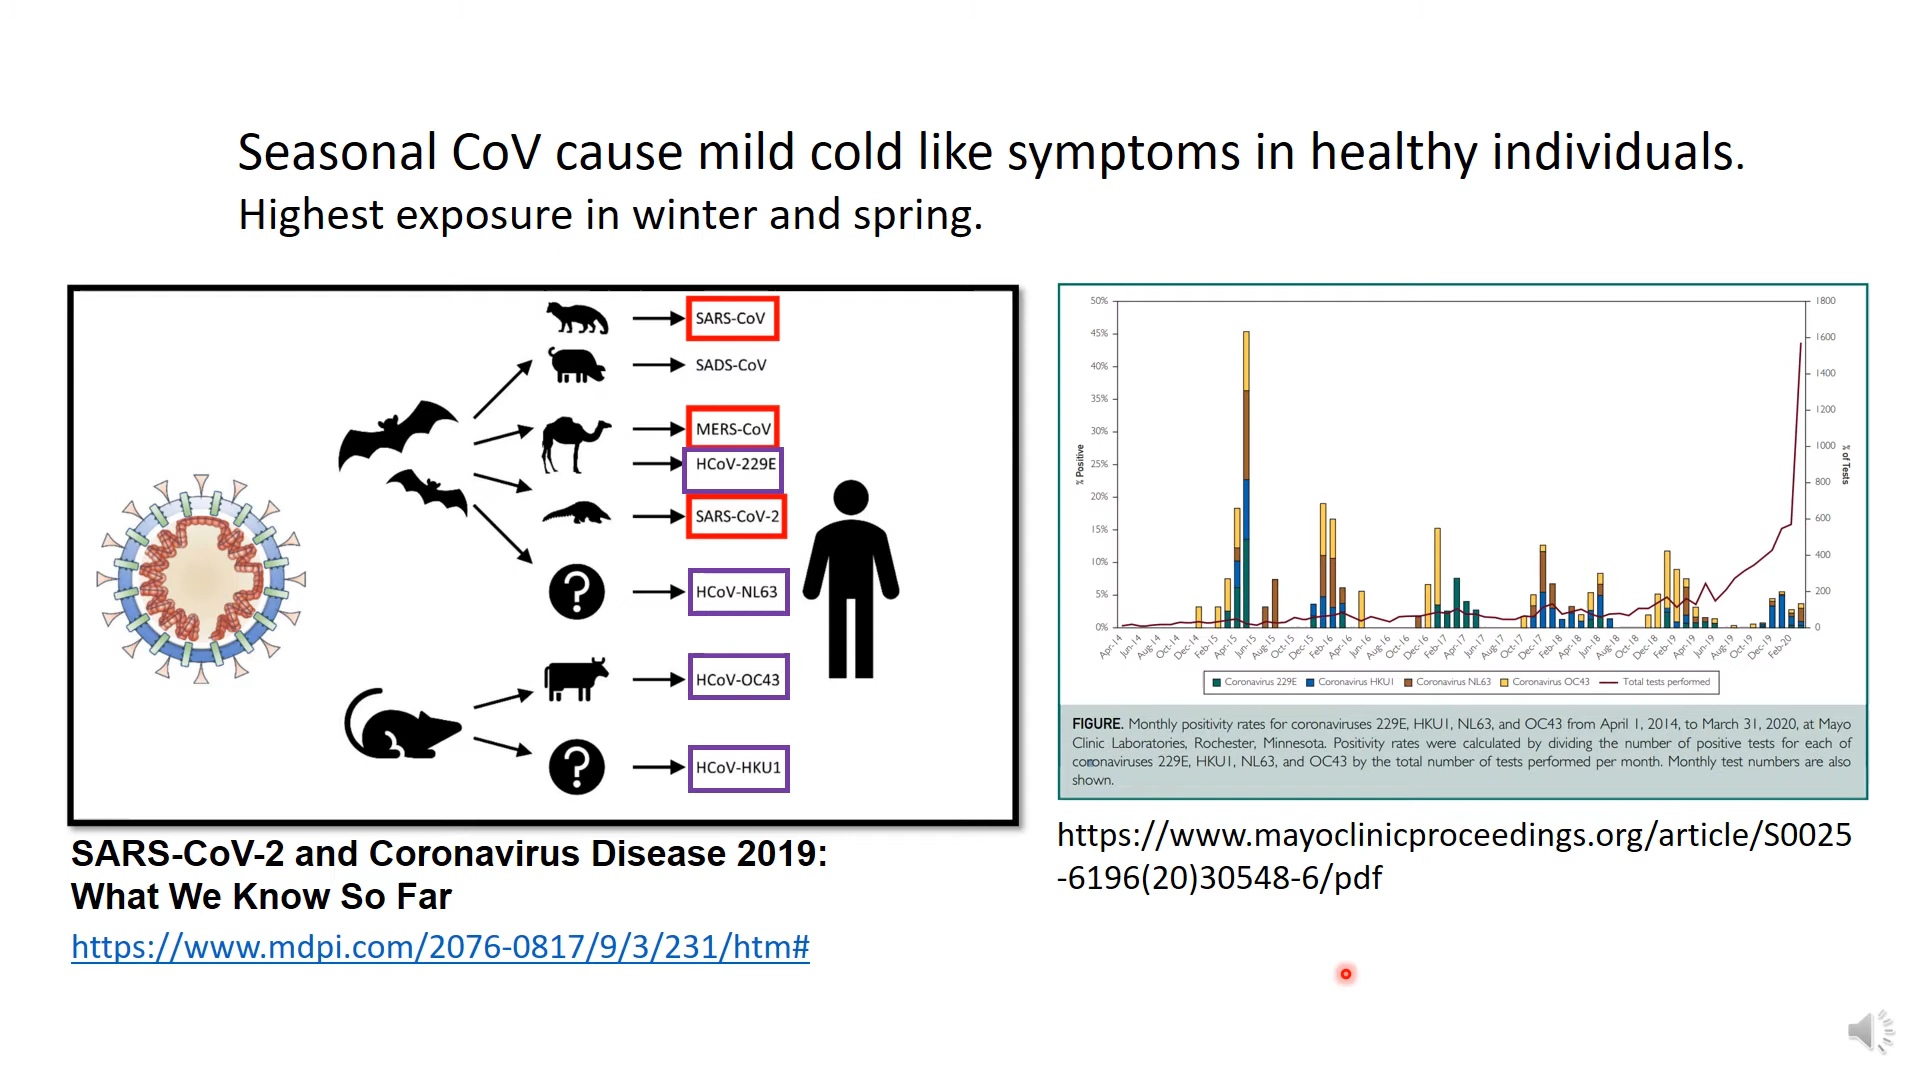 Seasonal CoV cause mild cold like symptoms in healthy individuals.
Highest exposure in winter and spring.
SARS-CoV
SADS-CoV
MERS-CoV
HCoV-229E
SARS-CoV-2
?
HCoV-NL63
HCoV-OC43
?
HCoV-HKU1
SARS-CoV-2 and Coronavirus Disease 2019:
What We Know So Far
https://www.mdpi.com/2076-0817/9/3/231/htm#
50%
45%
40%
35%
30%
25%
20%
15%
10%
5%
0%
% Positive
1800
1600
1400
1200
1000
800
600
400
200
0
% of Tests
Apr-14
Jun-14
Aug-14
Oct-14
Dec-14
Feb-15
Apr-15
Jun-15
Aug-15
Oct-15
Dec-15
Feb-16
Apr-16
Jun-16
Aug-16
Oct-16
Dec-16
Feb-17
Apr-17
Jun-17
Aug-17
Oct-17
Dec-17
Feb-18
Apr-18
Jun-18
Aug-18
Oct-18
Dec-18
Feb-19
Apr-19
Jun-19
Aug-19
Oct-19
Dec-19
Feb-20
Coronavirus 229E Coronavirus HKU1 Coronavirus NL63 Coronavirus OC43 Total tests performed
FIGURE. Monthly positivity rates for coronaviruses 229E, HKU1, NL63, and OC43 from April 1, 2014, to March 31, 2020, at Mayo
Clinic Laboratories, Rochester, Minnesota. Positivity rates were calculated by dividing the number of positive tests for each of
coronaviruses 229E, HKU1, NL63, and OC43 by the total number of tests performed per month. Monthly test numbers are also
shown.
https://www.mayoclinicproceedings.org/article/S0025
-6196(20)30548-6/pdf